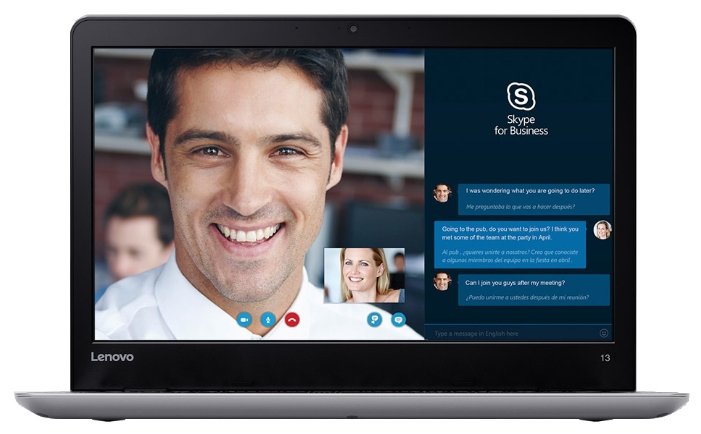 S
Skype
for Business
I was wondering what you are going to do later?
Me preguntaba lo que vas a hacer después?
Going to the pub, do you want to join us? I think you
met some of the team at the party in April.
Al pub , ¿quieres unirte a nosotros? Creo que conociste
a algunos miembros del equipo en la fiesta en abril .
Can I join you guys after my meeting?
¿Puedo unirme a ustedes después de mi reunión?
Type a message in English here
Lenovo
13